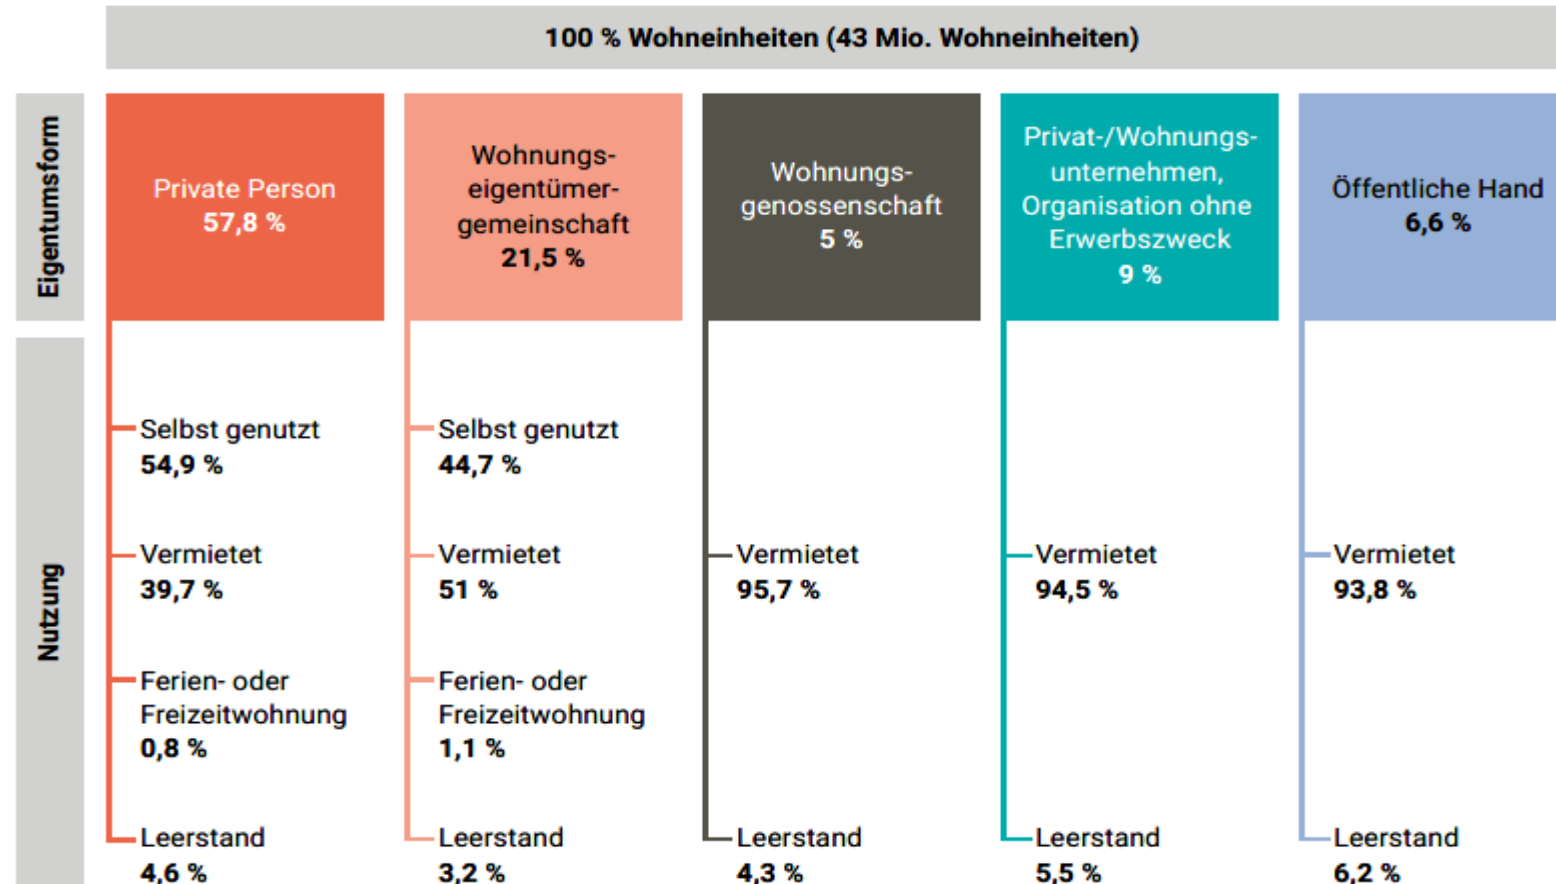 100 % Wohneinheiten (43 Mio. Wohneinheiten)
Eigentumsform
Private Person
57,8 %
Wohnungs-
eigentümer-
gemeinschaft
21,5 %
Wohnungs-
genossenschaft
5 %
Privat-/Wohnungs-
unternehmen,
Organisation ohne
Erwerbszweck
9 %
Öffentliche Hand
6,6 %
Nutzung
Selbst genutzt
54,9 %
Vermietet
39,7 %
Ferien- oder
Freizeitwohnung
0,8 %
Leerstand
4,6 %
Selbst genutzt
44,7 %
Vermietet
51 %
Ferien- oder
Freizeitwohnung
1,1 %
Leerstand
3,2 %
Vermietet
95,7 %
Leerstand
4,3 %
Vermietet
94,5 %
Leerstand
5,5 %
Vermietet
93,8 %
Leerstand
6,2 %